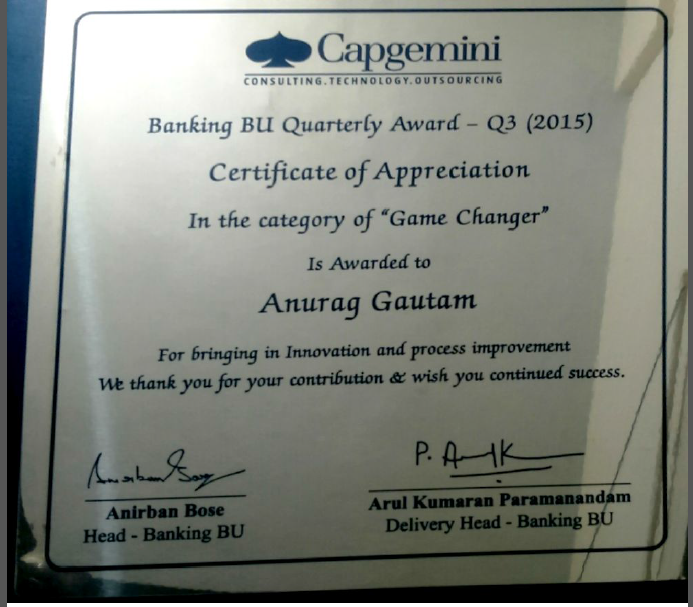 Capgemini
CONSULTING.TECHNOLOGY.OUTSOURCING
Banking BU Quarterly Award – Q3 (2015)
Certificate of Appreciation
In the category of “Game Changer”
Is Awarded to
Anurag Gautam
For bringing in Innovation and process improvement
We thank you for your contribution & wish you continued success.
Anirban Bose
P. A
Anirban Bose
Head - Banking BU
Arul Kumaran Paramanandam
Delivery Head - Banking BU